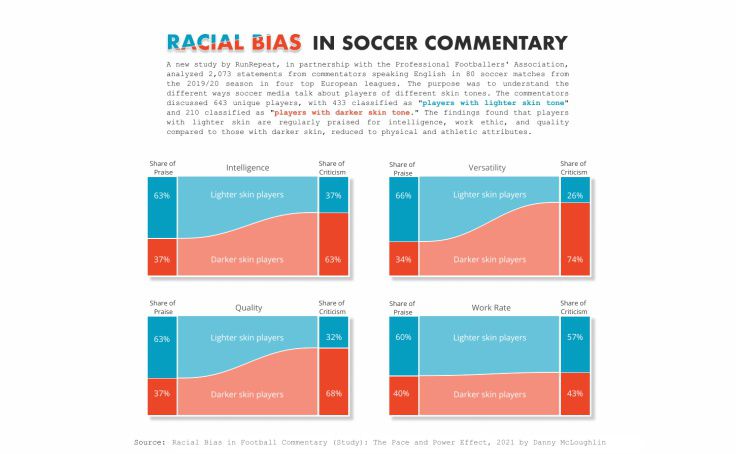 RACIAL BIAS IN SOCCER COMMENTARY
A new study by RunRepeat, in partnership with the Professional Footballers' Association,
analyzed 2,073 statements from commentators speaking English in 80 soccer matches from
the 2019/20 season in four top European leagues. The purpose was to understand the
different ways soccer media talk about players of different skin tones. The commentators
discussed 643 unique players, with 433 classified as "players with lighter skin tone"
and 210 classified as "players with darker skin tone." The findings found that players
with lighter skin are regularly praised for intelligence, work ethic, and quality
compared to those with darker skin, reduced to physical and athletic attributes.
Share of Praise
Intelligence
Share of Criticism
63%
Lighter skin players
37%
37%
Darker skin players
63%
Share of Praise
Versatility
Share of Criticism
66%
Lighter skin players
26%
34%
Darker skin players
74%
Share of Praise
Quality
Share of Criticism
63%
Lighter skin players
32%
37%
Darker skin players
68%
Share of Praise
Work Rate
Share of Criticism
60%
Lighter skin players
57%
40%
Darker skin players
43%
Source: Racial Bias in Football Commentary (Study): The Pace and Power Effect, 2021 by Danny McLoughlin